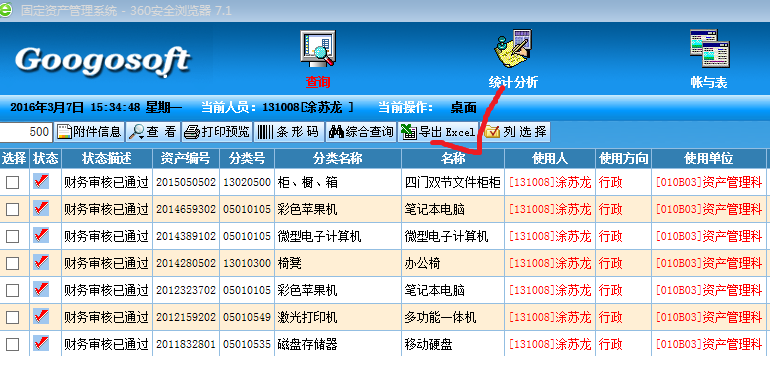 固定资产管理系统 - 360安全浏览器 7.1
Googosoft
查询 统计分析 帐与表
2016年3月7日 15:34:48 星期一 当前人员：131008[涂苏龙 ] 当前操作： 桌面
500 附件信息 查 看 打印预览 条 形 码 综合查询 导出 Excel 列 选 择
选择 状态 状态描述 资产编号 分类号 分类名称 名称 使用人 使用方向 使用单位
财务审核已通过 2015050502 13020500 柜、橱、箱 四门双节文件柜柜 [131008]涂苏龙 行政 [010B03]资产管理科
财务审核已通过 2014659302 05010105 彩色苹果机 笔记本电脑 [131008]涂苏龙 行政 [010B03]资产管理科
财务审核已通过 2014389102 05010105 微型电子计算机 微型电子计算机 [131008]涂苏龙 行政 [010B03]资产管理科
财务审核已通过 2014280502 13010300 椅凳 办公椅 [131008]涂苏龙 行政 [010B03]资产管理科
财务审核已通过 2012323702 05010105 彩色苹果机 笔记本电脑 [131008]涂苏龙 行政 [010B03]资产管理科
财务审核已通过 2012159202 05010549 激光打印机 多功能一体机 [131008]涂苏龙 行政 [010B03]资产管理科
财务审核已通过 2011832801 05010535 磁盘存储器 移动硬盘 [131008]涂苏龙 行政 [010B03]资产管理科